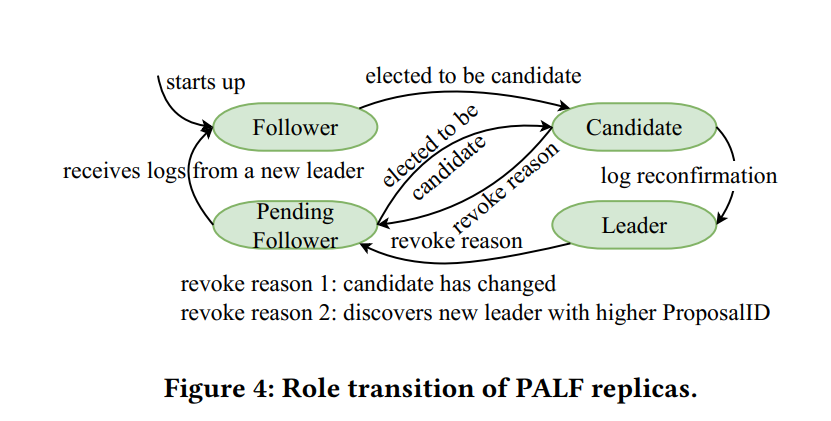 starts up
elected to be candidate
Follower
Candidate
elected to be
candidate
receives logs from a new leader
log reconfirmation
revoke reason
Pending
Follower
Leader
revoke reason
revoke reason 1: candidate has changed
revoke reason 2: discovers new leader with higher ProposalID
Figure 4: Role transition of PALF replicas.